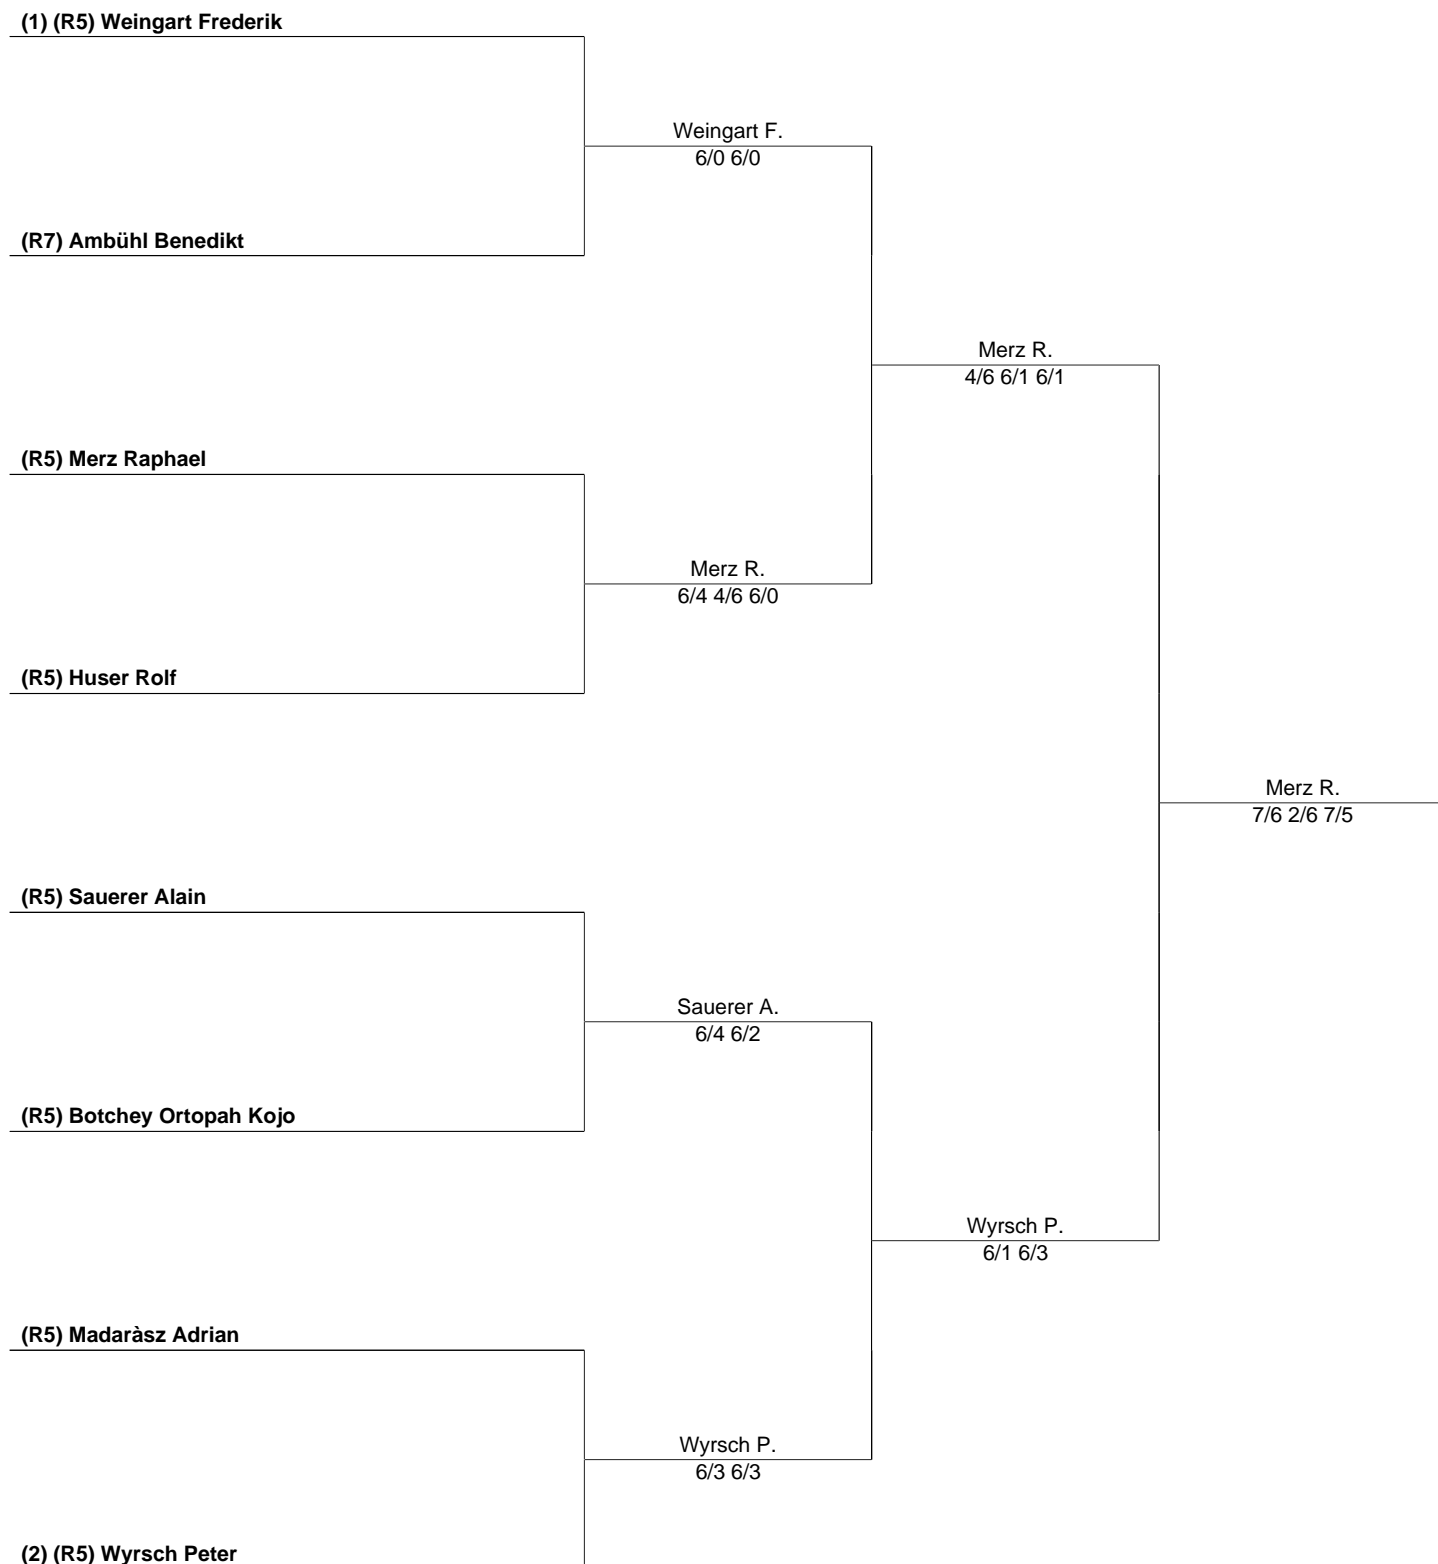 (1) (R5) Weingart Frederik
Weingart F.
6/0 6/0
(R7) Ambühl Benedikt
Merz R.
4/6 6/1 6/1
(R5) Merz Raphael
Merz R.
6/4 4/6 6/0
(R5) Huser Rolf
Merz R.
7/6 2/6 7/5
(R5) Sauerer Alain
Sauerer A.
6/4 6/2
(R5) Botchey Ortopah Kojo
Wyrsch P.
6/1 6/3
(R5) Madaràsz Adrian
Wyrsch P.
6/3 6/3
(2) (R5) Wyrsch Peter